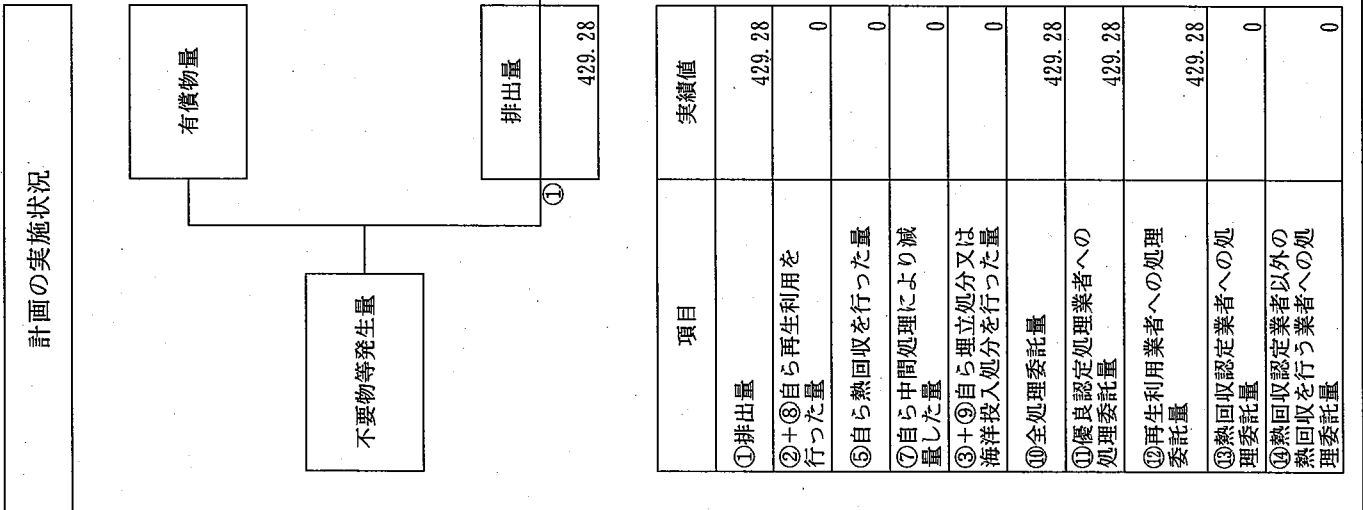 計画の実施状況
有償物量
不要物等発生量
排出量
429.28
①
項目
実績値
①排出量
429.28
②+⑧自ら再生利用を
行った量
0
⑤自ら熱回収を行った量
0
⑦自ら中間処理により減
量した量
0
③+⑨自ら埋立処分又は
海洋投入処分を行った量
0
⑩全処理委託量
429.28
⑪優良認定処理業者への
処理委託量
429.28
⑫再生利用業者への処理
委託量
429.28
⑬熱回収認定業者への処
理委託量
0
⑭熱回収認定業者以外の
熱回収を行う業者への処
理委託量
0